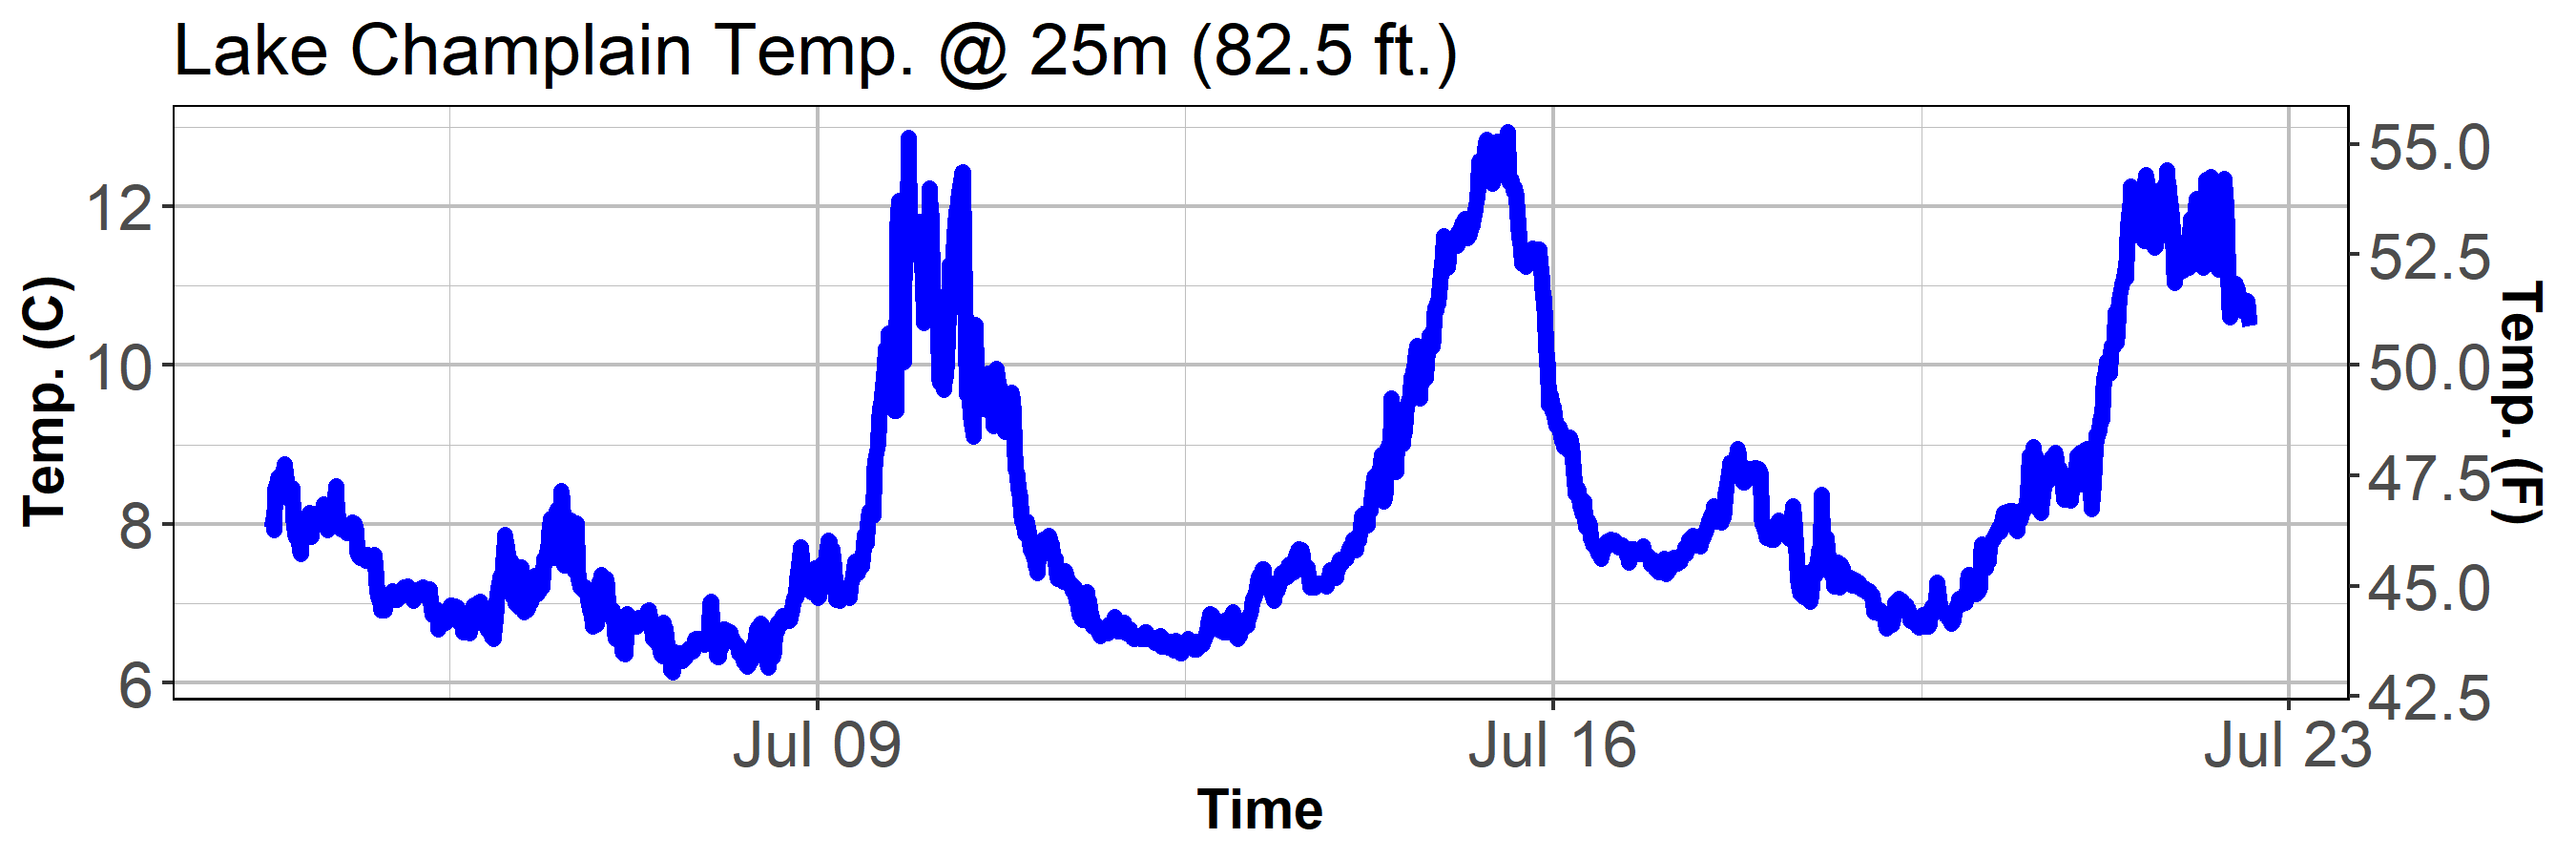 Lake Champlain Temp. @ 25m (82.5 ft.)
Temp. (C)
12
10
8
6
55.0
52.5
50.0
47.5
45.0
42.5
Temp. (F)
Jul 09
Jul 16
Jul 23
Time